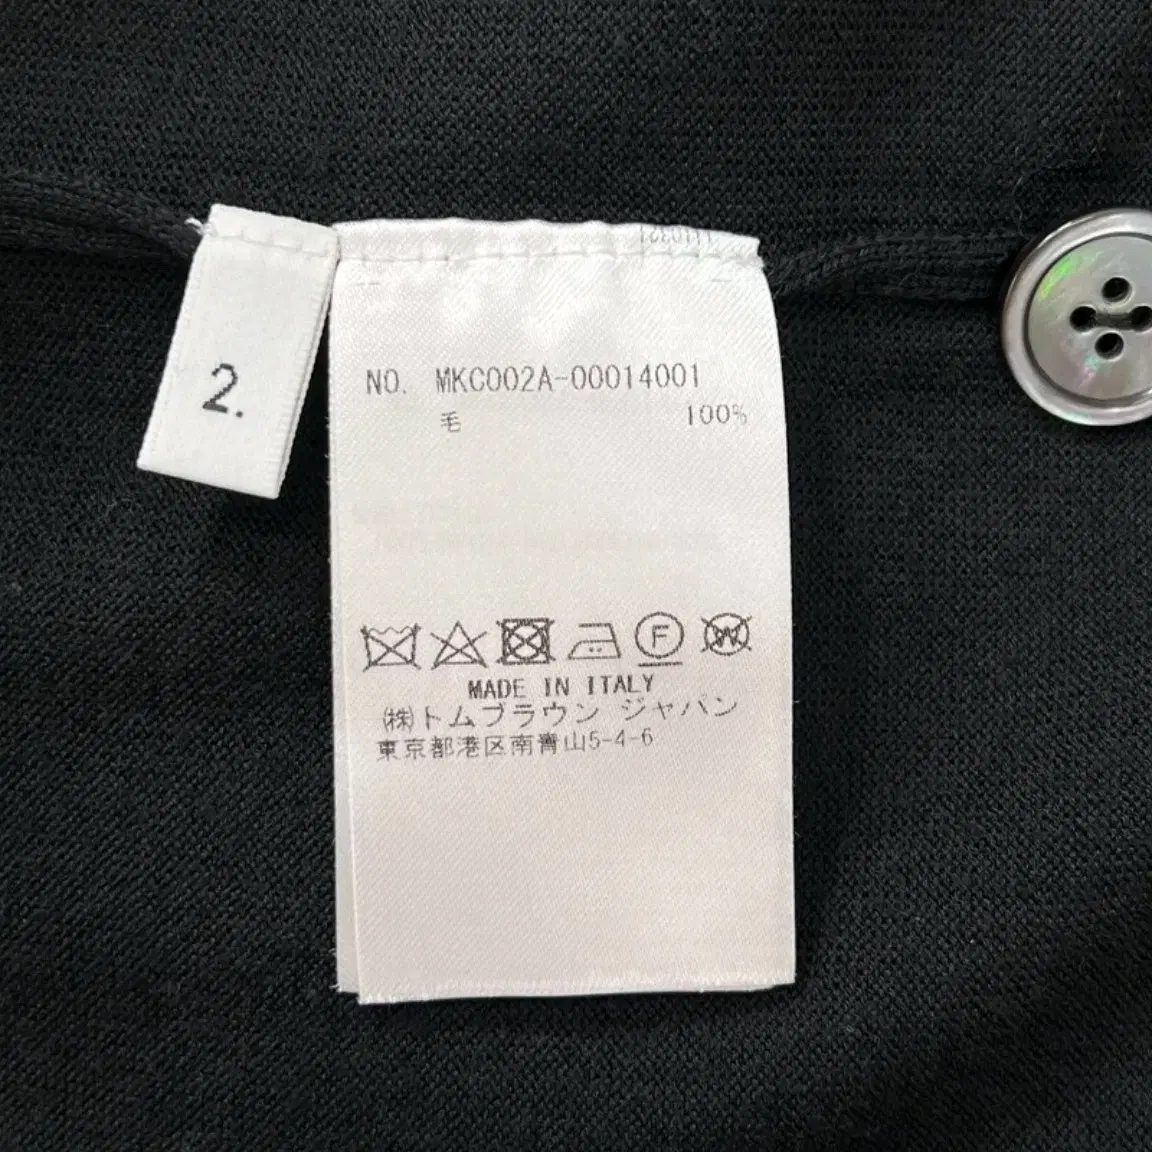 2.
NO. MKC002A-00014001
毛 100%
F W
MADE IN ITALY
㈱トムブラウン ジャパン
東京都港区南青山5-4-6